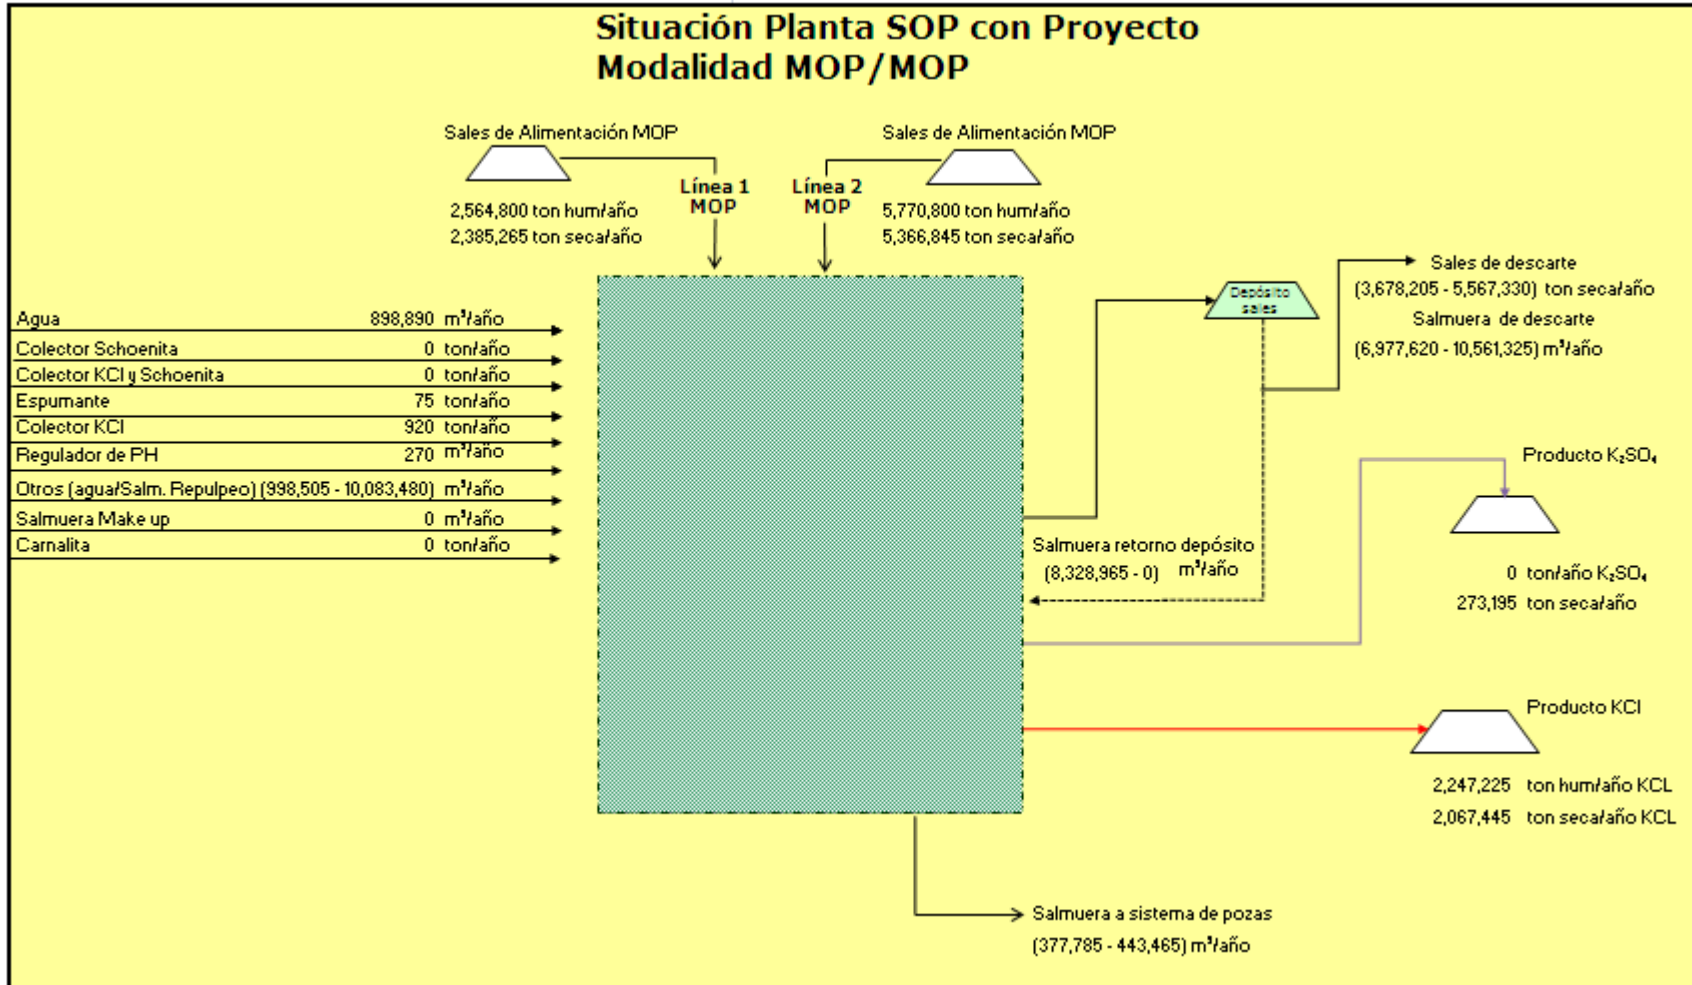 Situación Planta SOP con Proyecto
Modalidad MOP/MOP
Sales de Alimentación MOP
2,564,800 ton hum/año
2,385,265 ton seca/año
Línea 1
MOP
Línea 2
MOP
Sales de Alimentación MOP
5,770,800 ton hum/año
5,366,845 ton seca/año
Agua 898,890 m³/año
Colector Schoenita 0 ton/año
Colector KCl y Schoenita 0 ton/año
Espumante 75 ton/año
Colector KCl 920 ton/año
Regulador de PH 270 m³/año
Otros (agua/Salm. Repulpeo) (998,505 - 10,083,480) m³/año
Salmuera Make up 0 m³/año
Carnalita 0 ton/año
Depósito
sales
Sales de descarte
(3,678,205 - 5,567,330) ton seca/año
Salmuera de descarte
(6,977,620 - 10,561,325) m³/año
Salmuera retorno depósito
(8,328,965 - 0) m³/año
Producto K₂SO₄
0 ton/año K₂SO₄
273,195 ton seca/año
Producto KCl
2,247,225 ton hum/año KCL
2,067,445 ton seca/año KCL
Salmuera a sistema de pozas
(377,785 - 443,465) m³/año